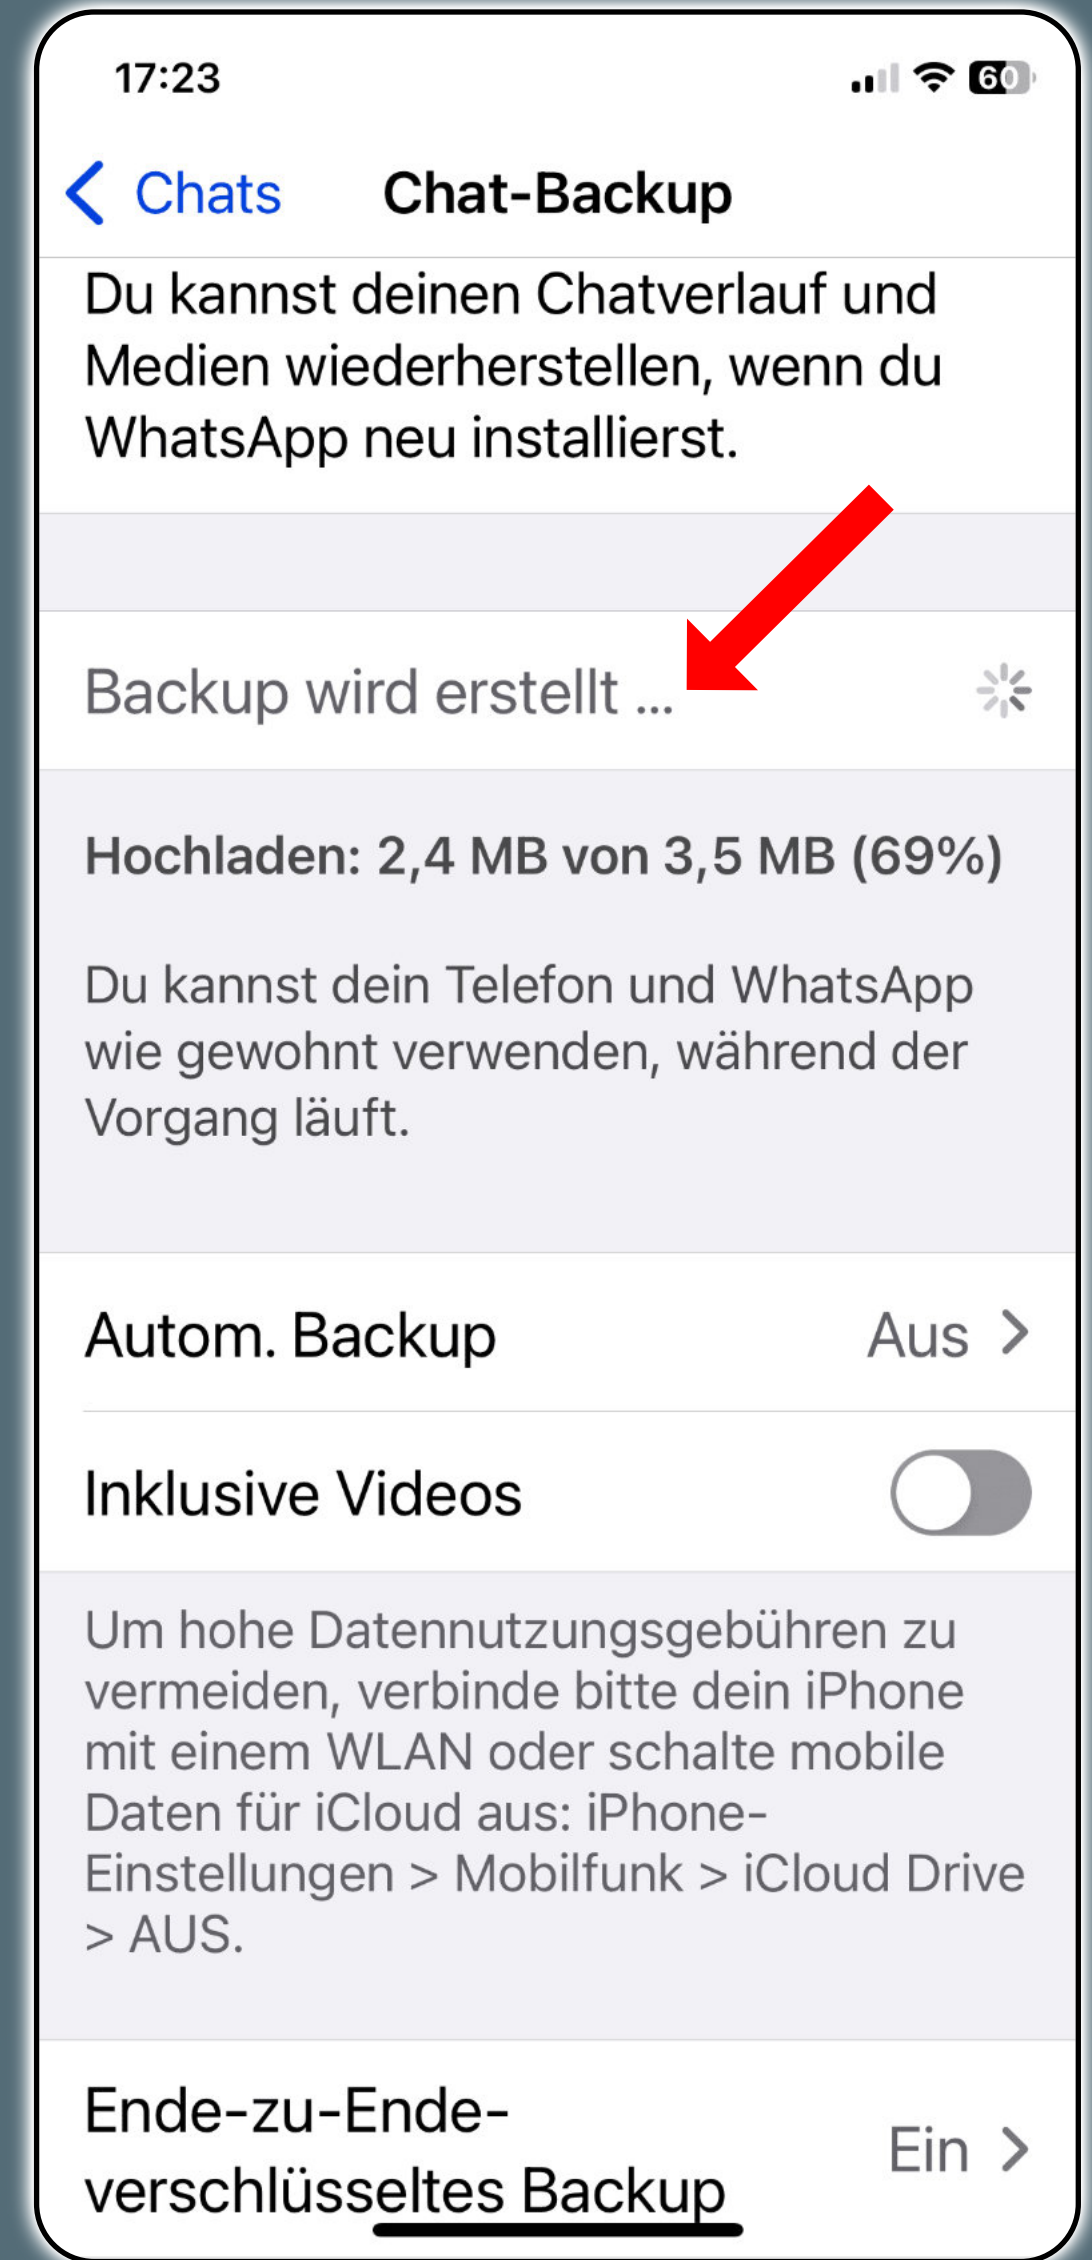 17:23
60
Chats
Chat-Backup
Du kannst deinen Chatverlauf und
Medien wiederherstellen, wenn du
WhatsApp neu installierst.
Backup wird erstellt ...
Hochladen: 2,4 MB von 3,5 MB (69%)
Du kannst dein Telefon und WhatsApp
wie gewohnt verwenden, während der
Vorgang läuft.
Autom. Backup
Aus >
Inklusive Videos
Um hohe Datennutzungsgebühren zu
vermeiden, verbinde bitte dein iPhone
mit einem WLAN oder schalte mobile
Daten für iCloud aus: iPhone-
Einstellungen > Mobilfunk > iCloud Drive
> AUS.
Ende-zu-Ende-
verschlüsseltes Backup
Ein >